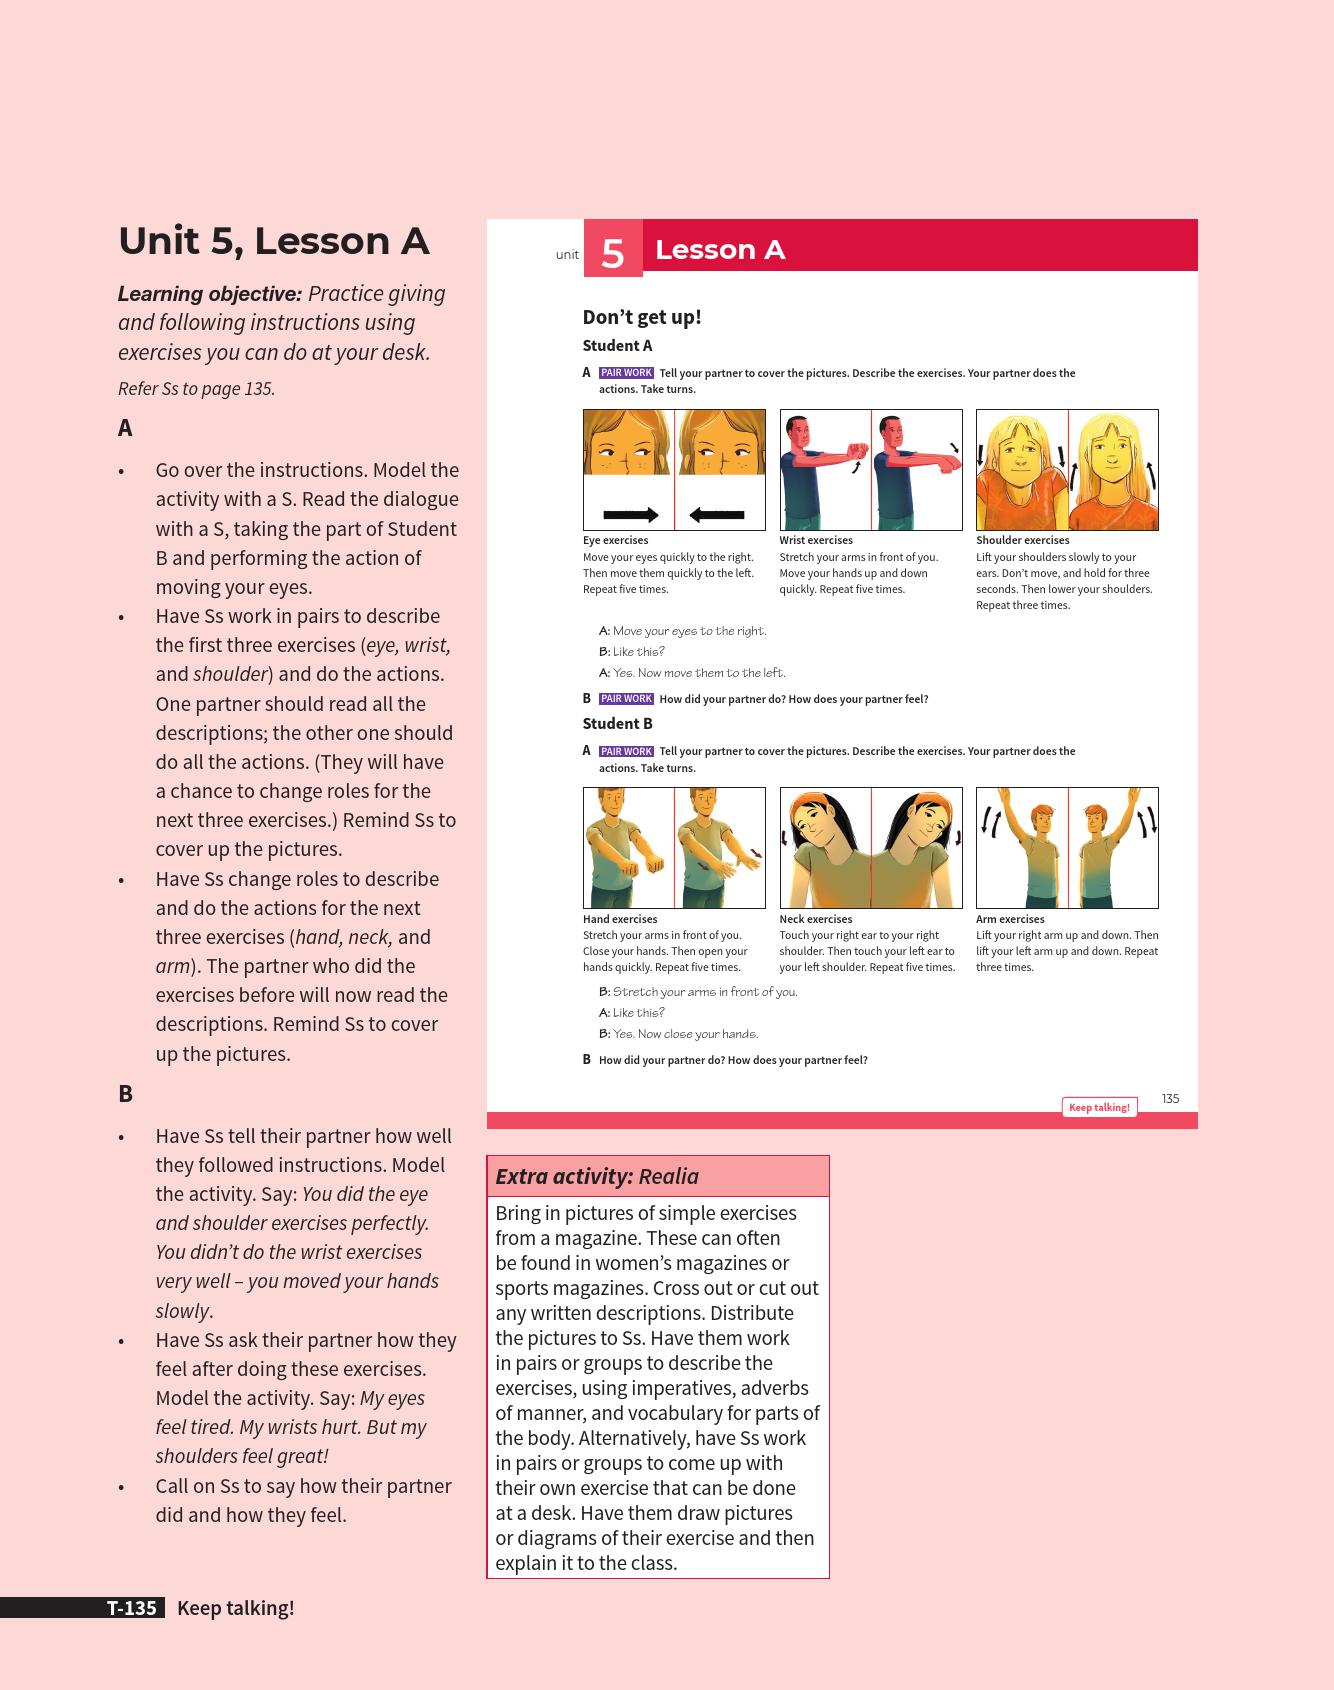 Unit 5, Lesson A
Learning objective: Practice giving
and following instructions using
exercises you can do at your desk.
Refer Ss to page 135.
A
• Go over the instructions. Model the
activity with a S. Read the dialogue
with a S, taking the part of Student
B and performing the action of
moving your eyes.
• Have Ss work in pairs to describe
the first three exercises (eye, wrist,
and shoulder) and do the actions.
One partner should read all the
descriptions; the other one should
do all the actions. (They will have
a chance to change roles for the
next three exercises.) Remind Ss to
cover up the pictures.
• Have Ss change roles to describe
and do the actions for the next
three exercises (hand, neck, and
arm). The partner who did the
exercises before will now read the
descriptions. Remind Ss to cover
up the pictures.
B
• Have Ss tell their partner how well
they followed instructions. Model
the activity. Say: You did the eye
and shoulder exercises perfectly.
You didn't do the wrist exercises
very well – you moved your hands
slowly.
• Have Ss ask their partner how they
feel after doing these exercises.
Model the activity. Say: My eyes
feel tired. My wrists hurt. But my
shoulders feel great!
• Call on Ss to say how their partner
did and how they feel.
unit 5 Lesson A
Don't get up!
Student A
A PAIR WORK Tell your partner to cover the pictures. Describe the exercises. Your partner does the
actions. Take turns.
Eye exercises
Move your eyes quickly to the right.
Then move them quickly to the left.
Repeat five times.
Wrist exercises
Stretch your arms in front of you.
Move your hands up and down
quickly. Repeat five times.
Shoulder exercises
Lift your shoulders slowly to your
ears. Don't move, and hold for three
seconds. Then lower your shoulders.
Repeat three times.
A: Move your eyes to the right.
B: Like this?
A: Yes. Now move them to the left.
B PAIR WORK How did your partner do? How does your partner feel?
Student B
A PAIR WORK Tell your partner to cover the pictures. Describe the exercises. Your partner does the
actions. Take turns.
Hand exercises
Stretch your arms in front of you.
Close your hands. Then open your
hands quickly. Repeat five times.
Neck exercises
Touch your right ear to your right
shoulder. Then touch your left ear to
your left shoulder. Repeat five times.
Arm exercises
Lift your right arm up and down. Then
lift your left arm up and down. Repeat
three times.
B: Stretch your arms in front of you.
A: Like this?
B: Yes. Now close your hands.
B How did your partner do? How does your partner feel?
Keep talking! 135
Extra activity: Realia
Bring in pictures of simple exercises
from a magazine. These can often
be found in women's magazines or
sports magazines. Cross out or cut out
any written descriptions. Distribute
the pictures to Ss. Have them work
in pairs or groups to describe the
exercises, using imperatives, adverbs
of manner, and vocabulary for parts of
the body. Alternatively, have Ss work
in pairs or groups to come up with
their own exercise that can be done
at a desk. Have them draw pictures
or diagrams of their exercise and then
explain it to the class.
T-135 Keep talking!